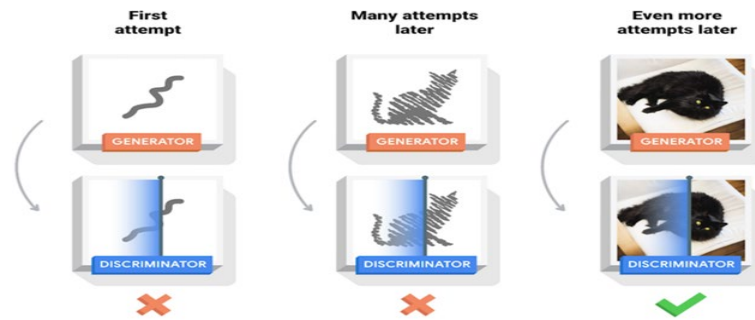 First
attempt
Many attempts
later
Even more
attempts later
GENERATOR
GENERATOR
GENERATOR
DISCRIMINATOR
DISCRIMINATOR
DISCRIMINATOR